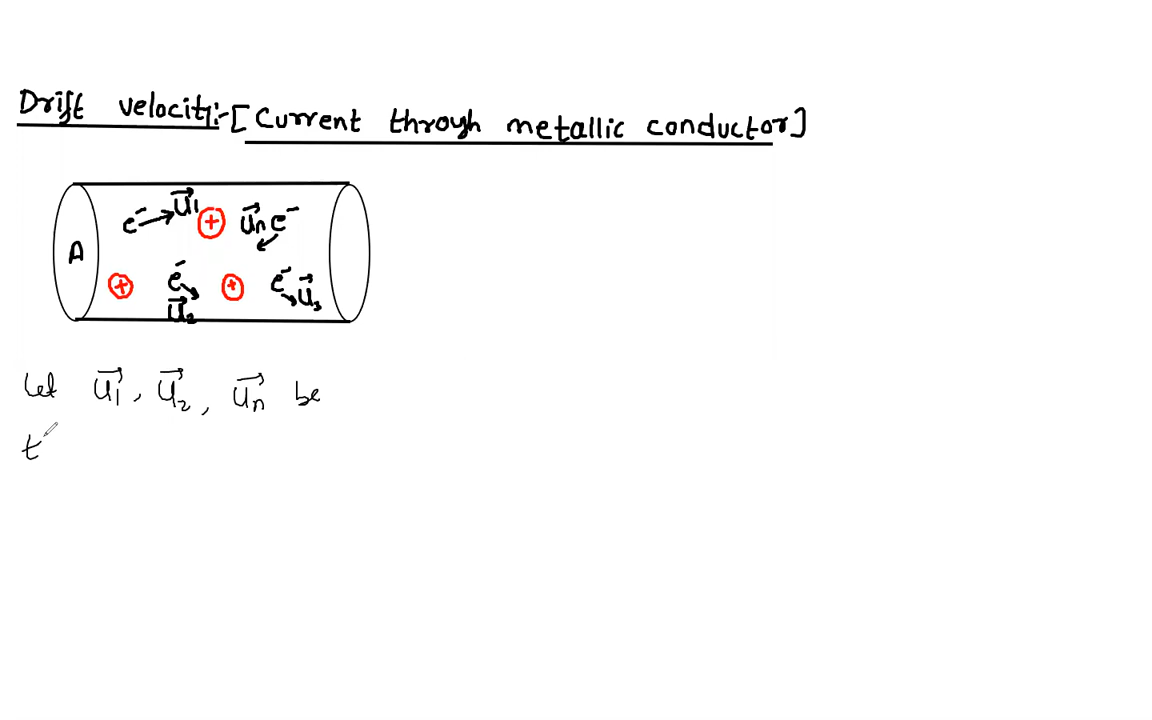 Drift velocity:-[Current through metallic conductor]
e⁻ u⃗1 + u⃗n e⁻
A
+ e⁻ + e⁻ u⃗3
u⃗2
Let u⃗1, u⃗2, u⃗n be
t